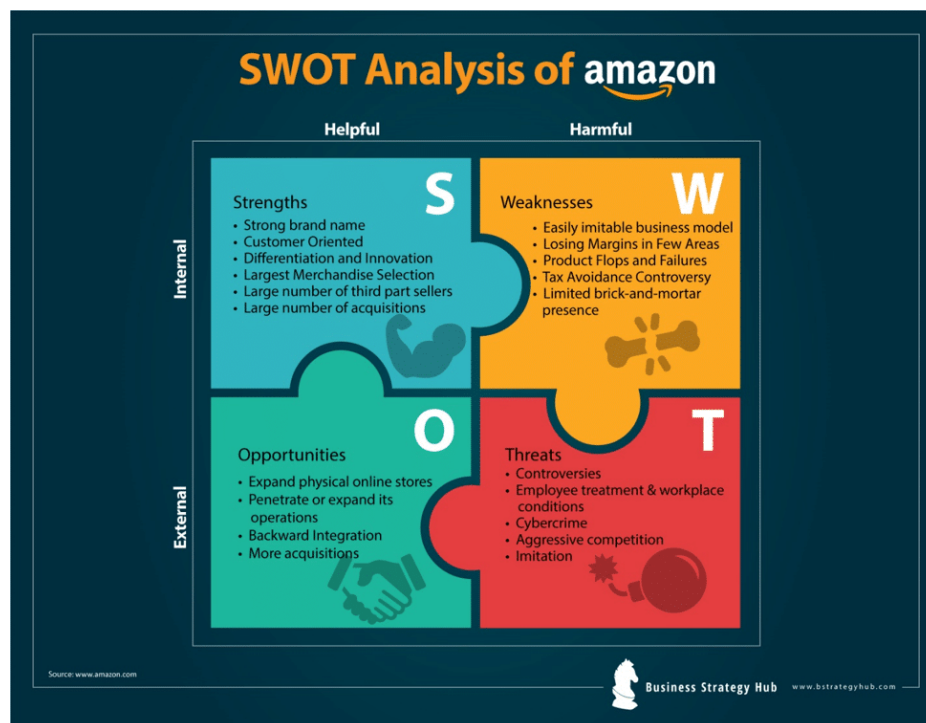 SWOT Analysis of amazon
Helpful
Harmful
Internal
S
Strengths
• Strong brand name
• Customer Oriented
• Differentiation and Innovation
• Largest Merchandise Selection
• Large number of third part sellers
• Large number of acquisitions
W
Weaknesses
• Easily imitable business model
• Losing Margins in Few Areas
• Product Flops and Failures
• Tax Avoidance Controversy
• Limited brick-and-mortar
presence
External
O
Opportunities
• Expand physical online stores
• Penetrate or expand its
operations
• Backward Integration
• More acquisitions
T
Threats
• Controversies
• Employee treatment & workplace
conditions
• Cybercrime
• Aggressive competition
• Imitation
Source: www.amazon.com
Business Strategy Hub
www.bstrategyhub.com